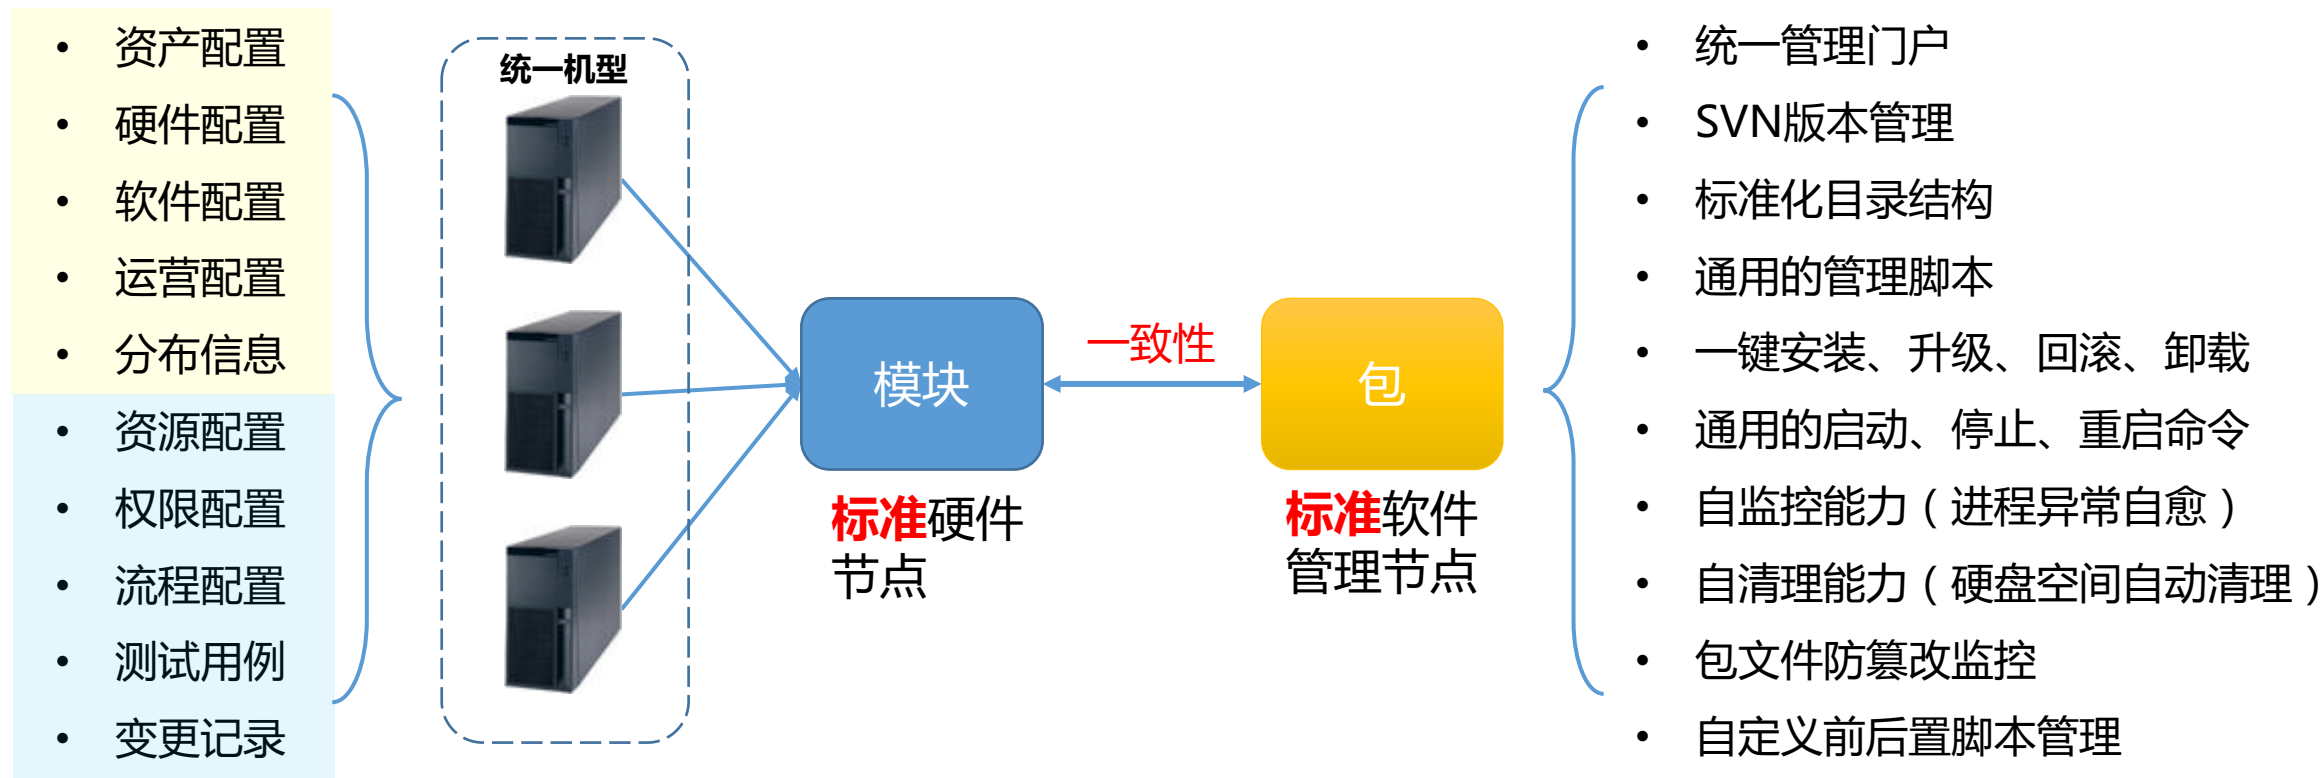 • 资产配置
• 硬件配置
• 软件配置
• 运营配置
• 分布信息
• 资源配置
• 权限配置
• 流程配置
• 测试用例
• 变更记录
统一机型
模块
标准硬件
节点
一致性
包
标准软件
管理节点
• 统一管理门户
• SVN版本管理
• 标准化目录结构
• 通用的管理脚本
• 一键安装、升级、回滚、卸载
• 通用的启动、停止、重启命令
• 自监控能力（进程异常自愈）
• 自清理能力（硬盘空间自动清理）
• 包文件防篡改监控
• 自定义前后置脚本管理